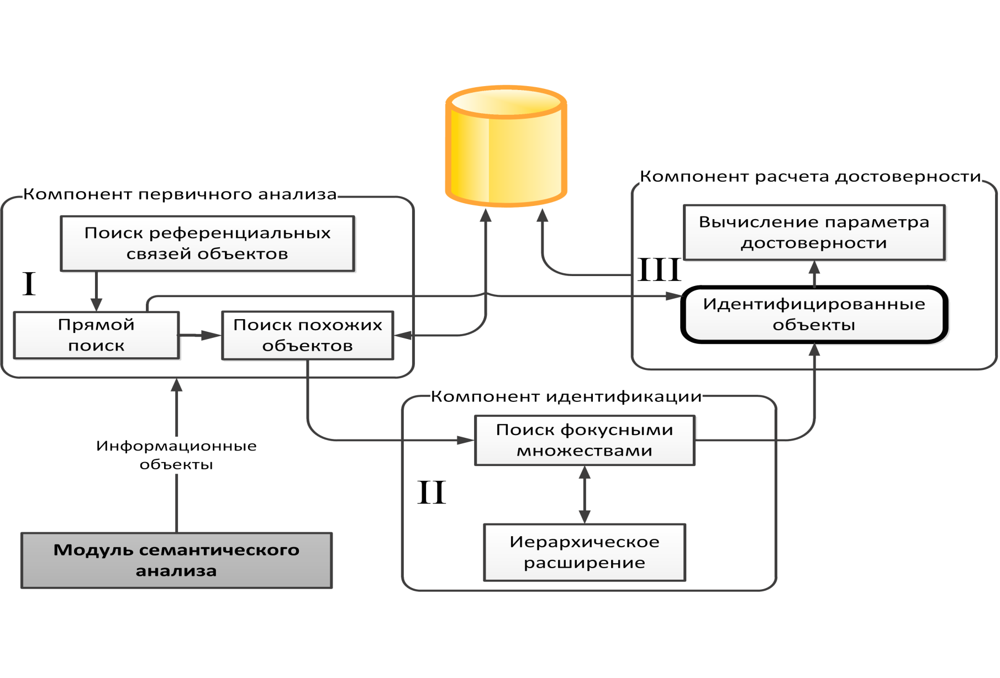 Компонент первичного анализа
Поиск референциальных
связей объектов
I
Прямой
поиск
Поиск похожих
объектов
Компонент расчета достоверности
Вычисление параметра
достоверности
III
Идентифицированные
объекты
Компонент идентификации
Поиск фокусными
множествами
II
Иерархическое
расширение
Информационные
объекты
Модуль семантического
анализа